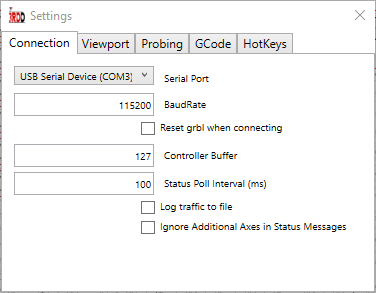 3RDD
Settings
Connection Viewport Probing GCode HotKeys
USB Serial Device (COM3) Serial Port
115200 BaudRate
Reset grbl when connecting
127 Controller Buffer
100 Status Poll Interval (ms)
Log traffic to file
Ignore Additional Axes in Status Messages